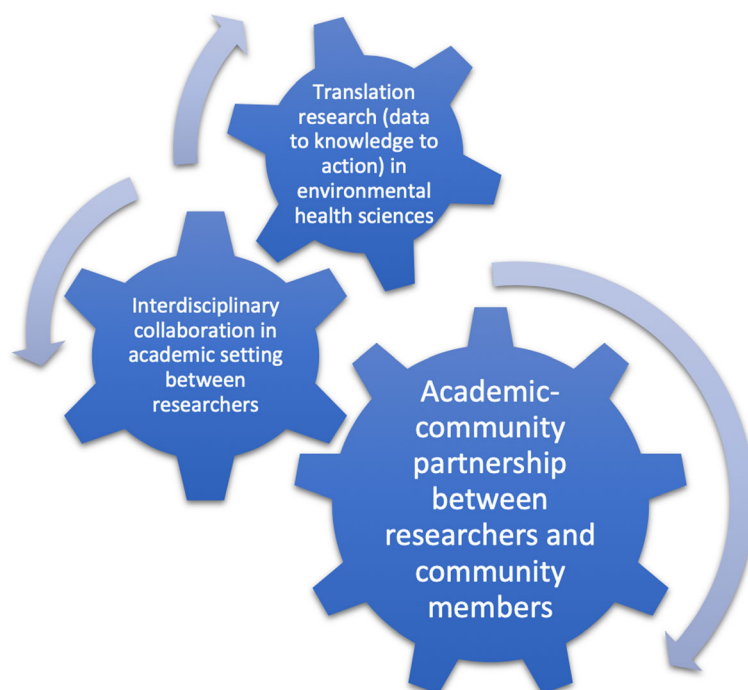 Translation
research (data
to knowledge to
action) in
environmental
health sciences
Interdisciplinary
collaboration in
academic setting
between
researchers
Academic-
community
partnership
between
researchers and
community
members